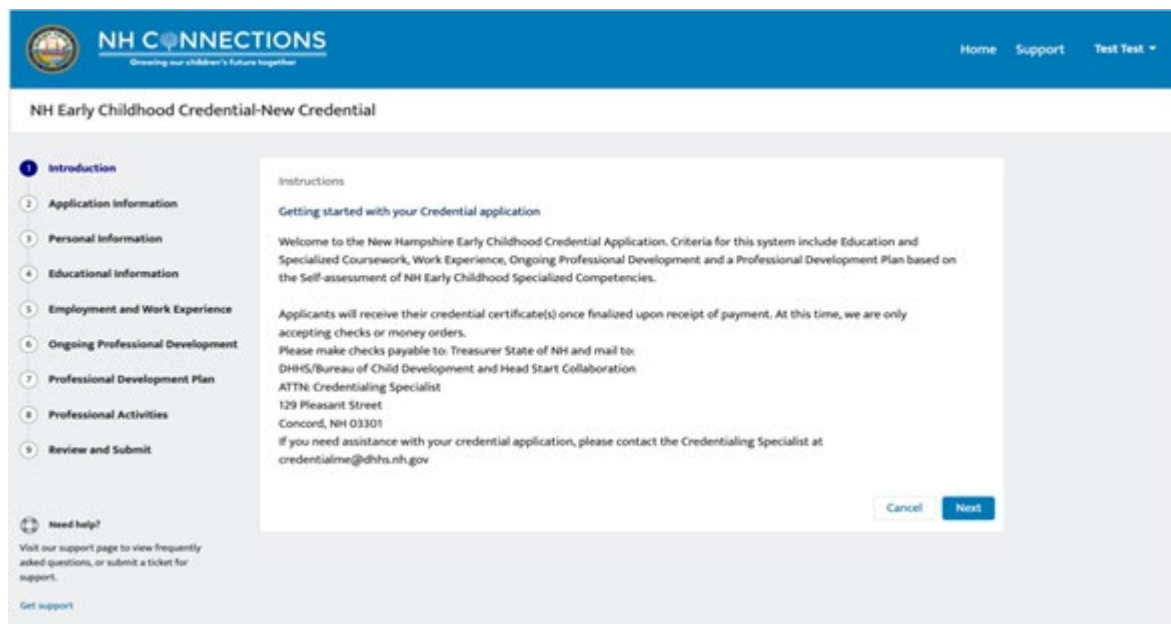 NH CONNECTIONS
Growing our children's future together
Home Support Test Test
NH Early Childhood Credential-New Credential
1 Introduction
2 Application Information
3 Personal Information
4 Educational Information
5 Employment and Work Experience
6 Ongoing Professional Development
7 Professional Development Plan
8 Professional Activities
9 Review and Submit
Need help?
Visit our support page to view frequently
asked questions, or submit a ticket for
support.
Get support
Instructions
Getting started with your Credential application
Welcome to the New Hampshire Early Childhood Credential Application. Criteria for this system include Education and
Specialized Coursework, Work Experience, Ongoing Professional Development and a Professional Development Plan based on
the Self-assessment of NH Early Childhood Specialized Competencies.
Applicants will receive their credential certificate(s) once finalized upon receipt of payment. At this time, we are only
accepting checks or money orders.
Please make checks payable to: Treasurer State of NH and mail to:
DHHS/Bureau of Child Development and Head Start Collaboration
ATTN: Credentialing Specialist
129 Pleasant Street
Concord, NH 03301
If you need assistance with your credential application, please contact the Credentialing Specialist at
credentialme@dhhs.nh.gov
Cancel Next